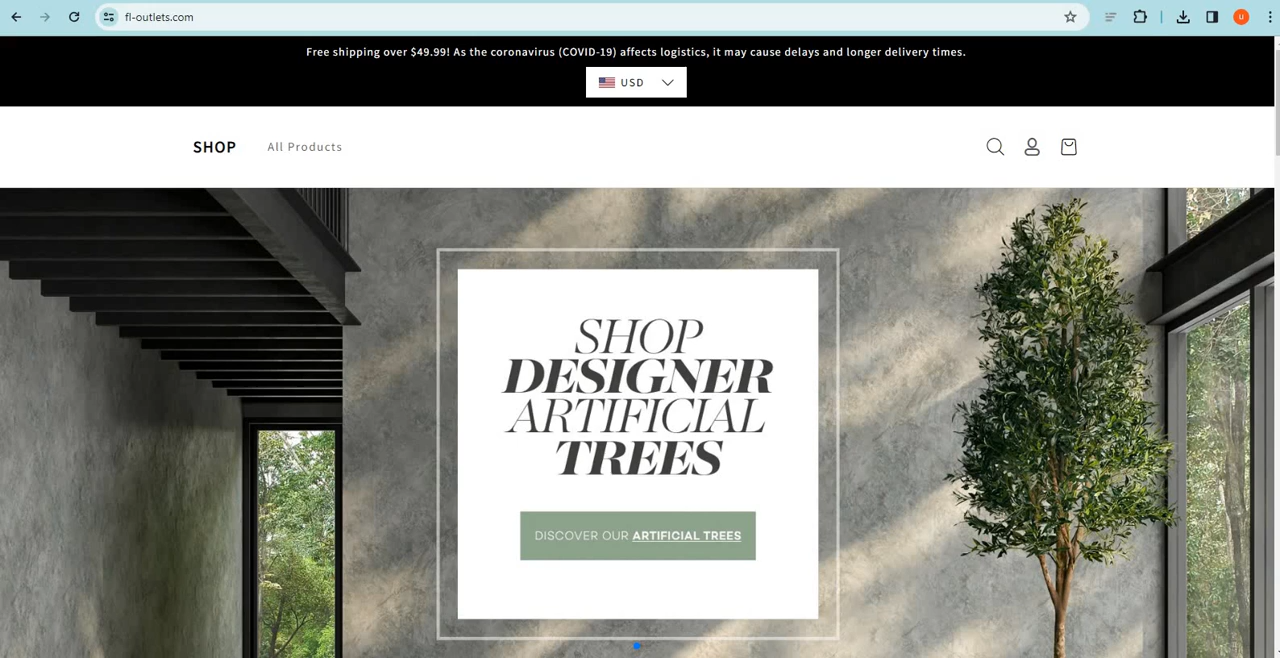 fl-outlets.com
u
Free shipping over $49.99! As the coronavirus (COVID-19) affects logistics, it may cause delays and longer delivery times.
USD
SHOP
All Products
SHOP
DESIGNER
ARTIFICIAL
TREES
DISCOVER OUR ARTIFICIAL TREES